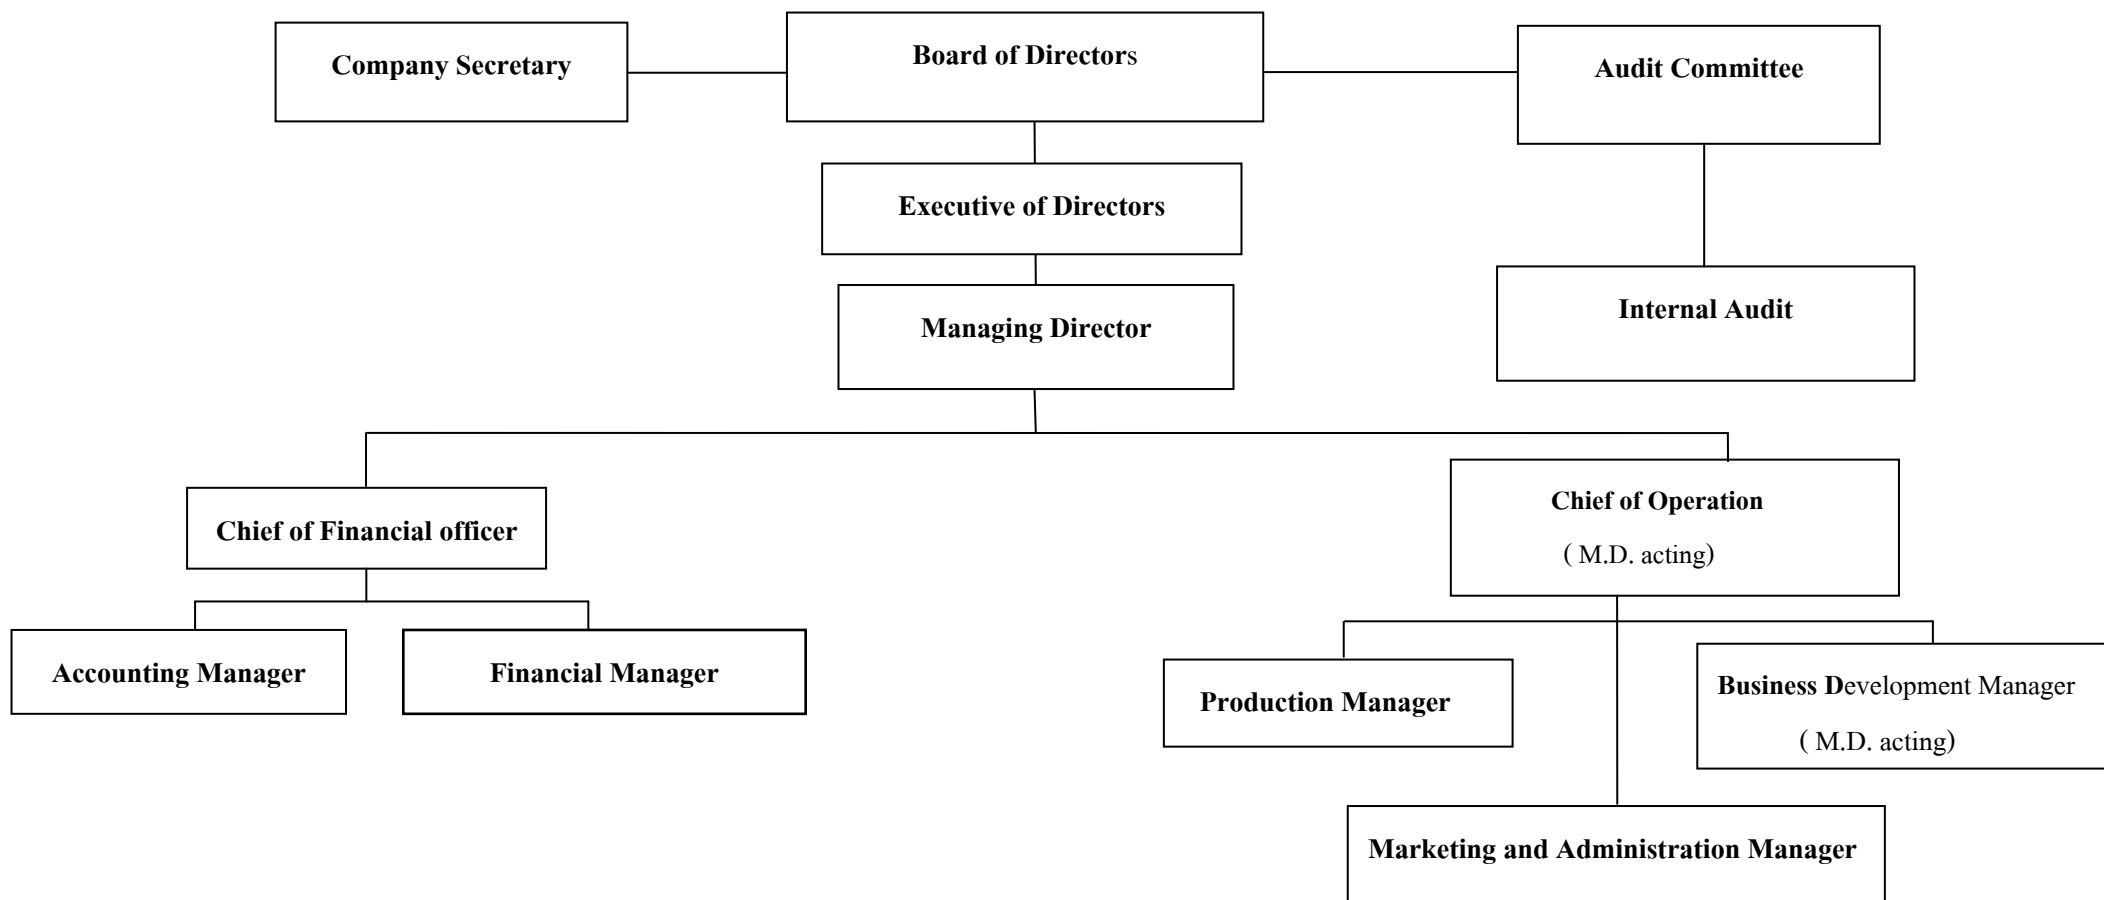 Company Secretary
Board of Directors
Audit Committee
Executive of Directors
Managing Director
Internal Audit
Chief of Financial officer
Chief of Operation
( M.D. acting)
Accounting Manager
Financial Manager
Production Manager
Business Development Manager
( M.D. acting)
Marketing and Administration Manager